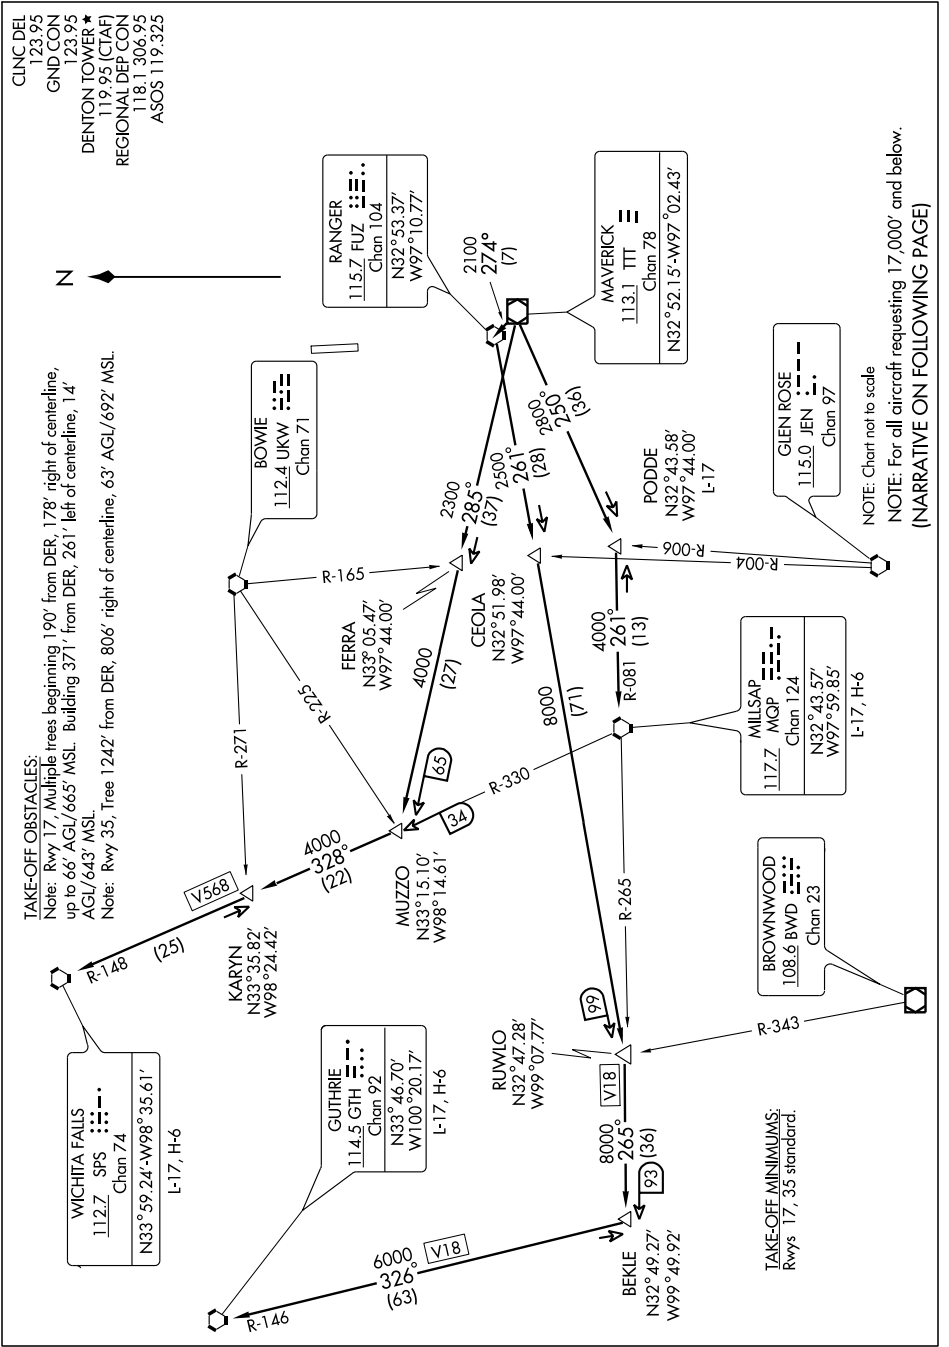 CLNC DEL
123.95
GND CON
123.95
DENTON TOWER★
119.95 (CTAF)
REGIONAL DEP CON
118.1 306.95
ASOS 119.325
N
TAKE-OFF OBSTACLES:
Note: Rwy 17, Multiple trees beginning 190' from DER, 178' right of centerline,
up to 66' AGL/665' MSL. Building 371' from DER, 261' left of centerline, 14'
AGL/643' MSL.
Note: Rwy 35, Tree 1242' from DER, 806' right of centerline, 63' AGL/692' MSL.
WICHITA FALLS
112.7 SPS
Chan 74
N33°59.24'-W98°35.61'
L-17, H-6
R-148
(25)
V568
KARYN
N33°35.82'
W98°24.42'
4000
328°
(22)
R-271
R-225
R-165
BOWIE
112.4 UKW
Chan 71
RANGER
115.7 FUZ
Chan 104
N32°53.37'
W97°10.77'
2100
274°
(7)
MAVERICK
113.1 TTT
Chan 78
N32°52.15'-W97°02.43'
2300
285°
(37)
2500
261°
(28)
2800
250°
(36)
FERRA
N33°05.47'
W97°44.00'
4000
(27)
65
34
MUZZO
N33°15.10'
W98°14.61'
CEOLA
N32°51.98'
W97°44.00'
8000
(71)
PODDE
N32°43.58'
W97°44.00'
L-17
4000
261°
(13)
R-081
R-330
R-006
R-004
GLEN ROSE
115.0 JEN
Chan 97
MILLSAP
117.7 MQP
Chan 124
N32°43.57'
W97°59.85'
L-17, H-6
R-265
GUTHRIE
114.5 GTH
Chan 92
N33°46.70'
W100°20.17'
L-17, H-6
RUWLO
N32°47.28'
W99°07.77'
99
V18
8000
265°
(36)
93
BROWNWOOD
108.6 BWD
Chan 23
R-343
BEKLE
N32°49.27'
W99°49.92'
6000
326°
(63)
V18
R-146
TAKE-OFF MINIMUMS:
Rwys 17, 35 standard.
NOTE: Chart not to scale
NOTE: For all aircraft requesting 17,000' and below.
(NARRATIVE ON FOLLOWING PAGE)